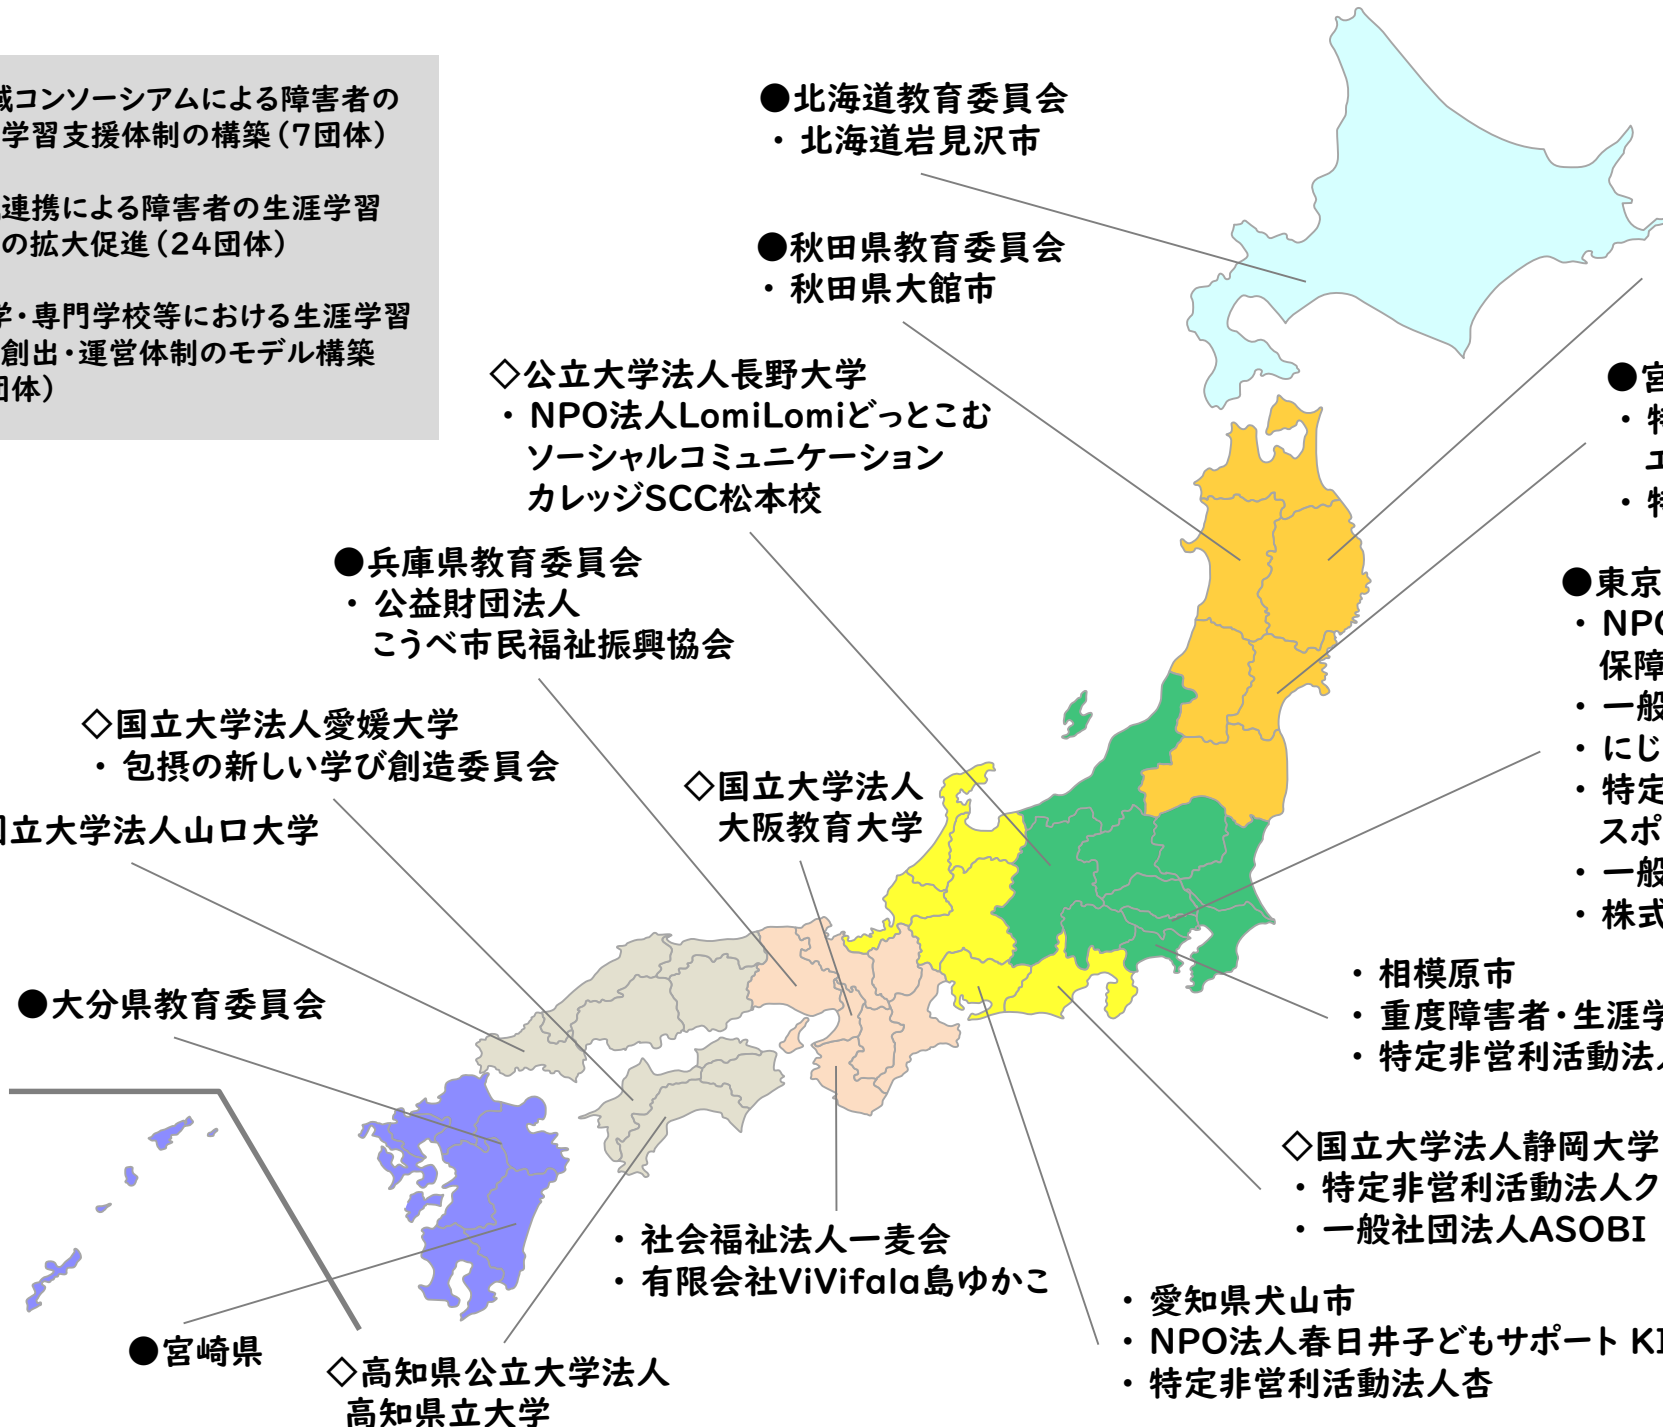 域コンソーシアムによる障害者の
学習支援体制の構築（7団体）
連携による障害者の生涯学習
の拡大促進（24団体）
学・専門学校等における生涯学習
創出・運営体制のモデル構築
団体）
●北海道教育委員会
・ 北海道岩見沢市
●秋田県教育委員会
・ 秋田県大館市
◇公立大学法人長野大学
・ NPO法人LomiLomiどっとこむ
ソーシャルコミュニケーション
カレッジSCC松本校
●兵庫県教育委員会
・ 公益財団法人
こうべ市民福祉振興協会
◇国立大学法人愛媛大学
・ 包摂の新しい学び創造委員会
国立大学法人山口大学
◇国立大学法人
大阪教育大学
●大分県教育委員会
●宮崎県
◇高知県公立大学法人
高知県立大学
・ 社会福祉法人一麦会
・ 有限会社ViVifala島ゆかこ
●宮
・ 特
エ
・ 特
●東京
・ NPO
保障
・ 一般
・ にじ
・ 特定
スポ
・ 一般
・ 株式
・ 相模原市
・ 重度障害者・生涯学
・ 特定非営利活動法人
◇国立大学法人静岡大学
・ 特定非営利活動法人ク
・ 一般社団法人ASOBI
・ 愛知県犬山市
・ NPO法人春日井子どもサポート KI
・ 特定非営利活動法人杏